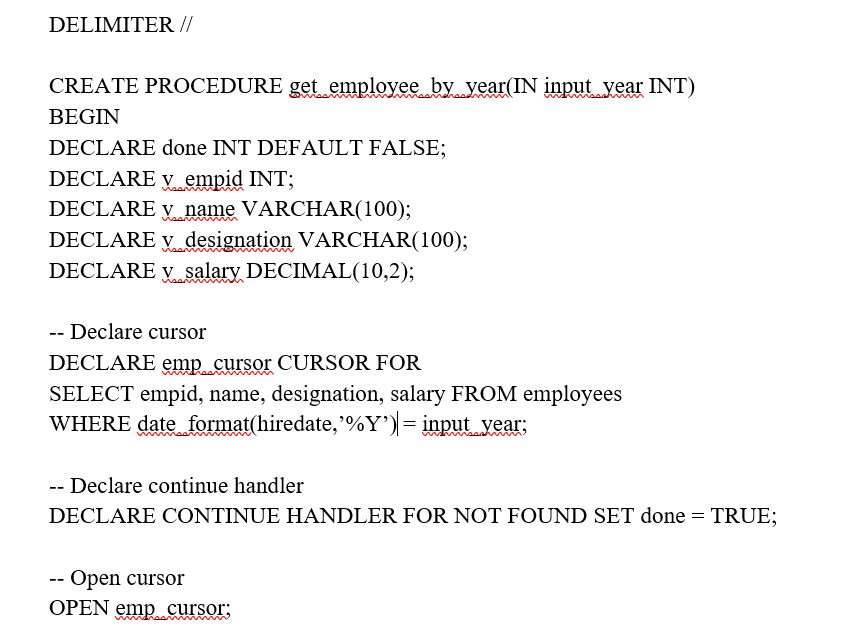 DELIMITER //
CREATE PROCEDURE get_employee_by_year(IN input_year INT)
BEGIN
DECLARE done INT DEFAULT FALSE;
DECLARE v_empid INT;
DECLARE v_name VARCHAR(100);
DECLARE v_designation VARCHAR(100);
DECLARE v_salary DECIMAL(10,2);
-- Declare cursor
DECLARE emp_cursor CURSOR FOR
SELECT empid, name, designation, salary FROM employees
WHERE date_format(hiredate,’%Y’) = input_year;
-- Declare continue handler
DECLARE CONTINUE HANDLER FOR NOT FOUND SET done = TRUE;
-- Open cursor
OPEN emp_cursor;